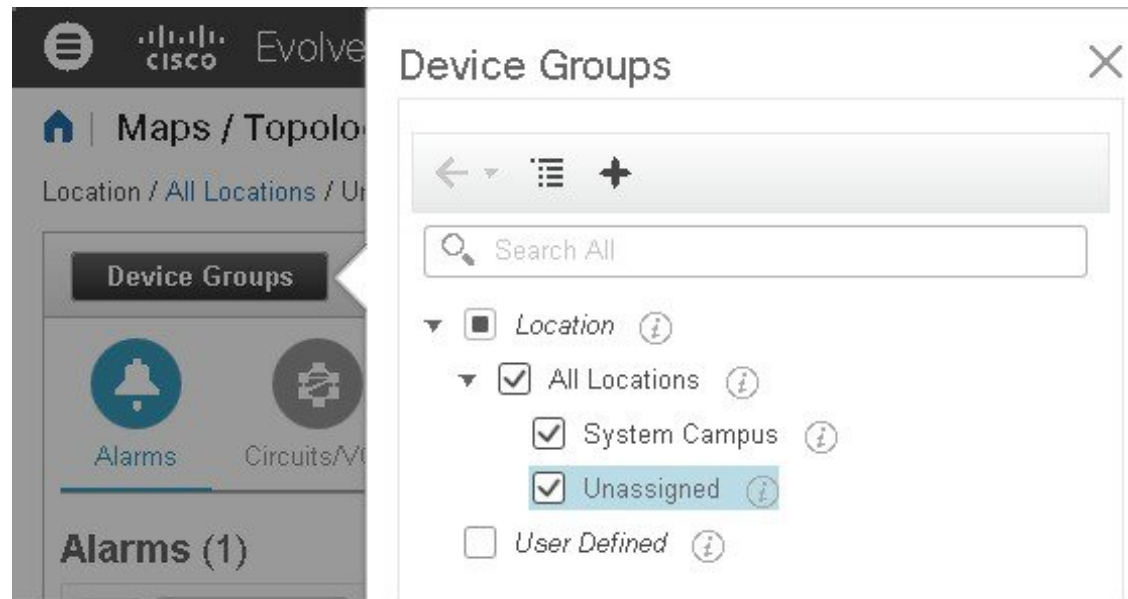 cisco Evolve
Device Groups
Maps / Topolo
Location / All Locations / Un
Search All
Device Groups
Location
All Locations
Alarms
Circuits/V
System Campus
Unassigned
User Defined
Alarms (1)